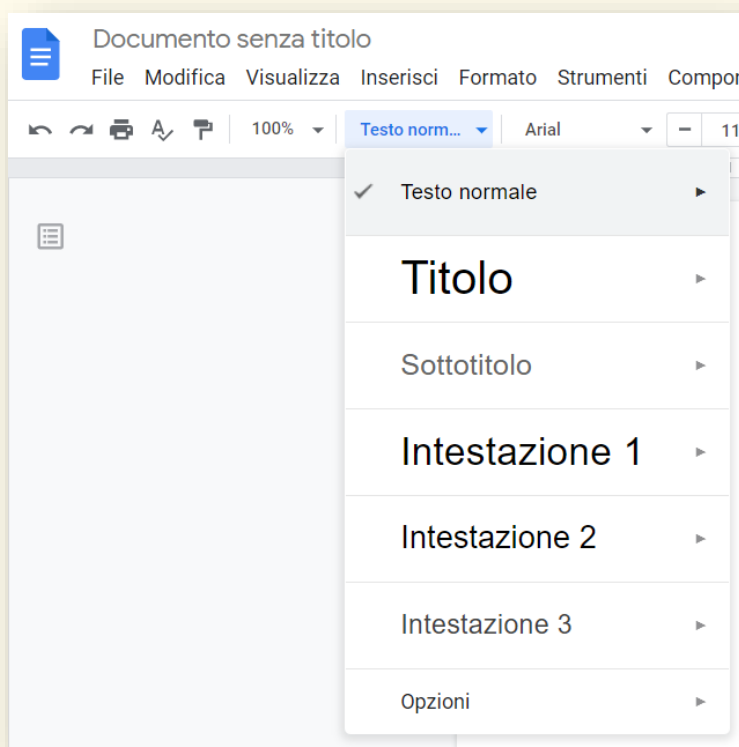 Documento senza titolo
File Modifica Visualizza Inserisci Formato Strumenti Compor
100% Testo norm... Arial 11
Testo normale
Titolo
Sottotitolo
Intestazione 1
Intestazione 2
Intestazione 3
Opzioni